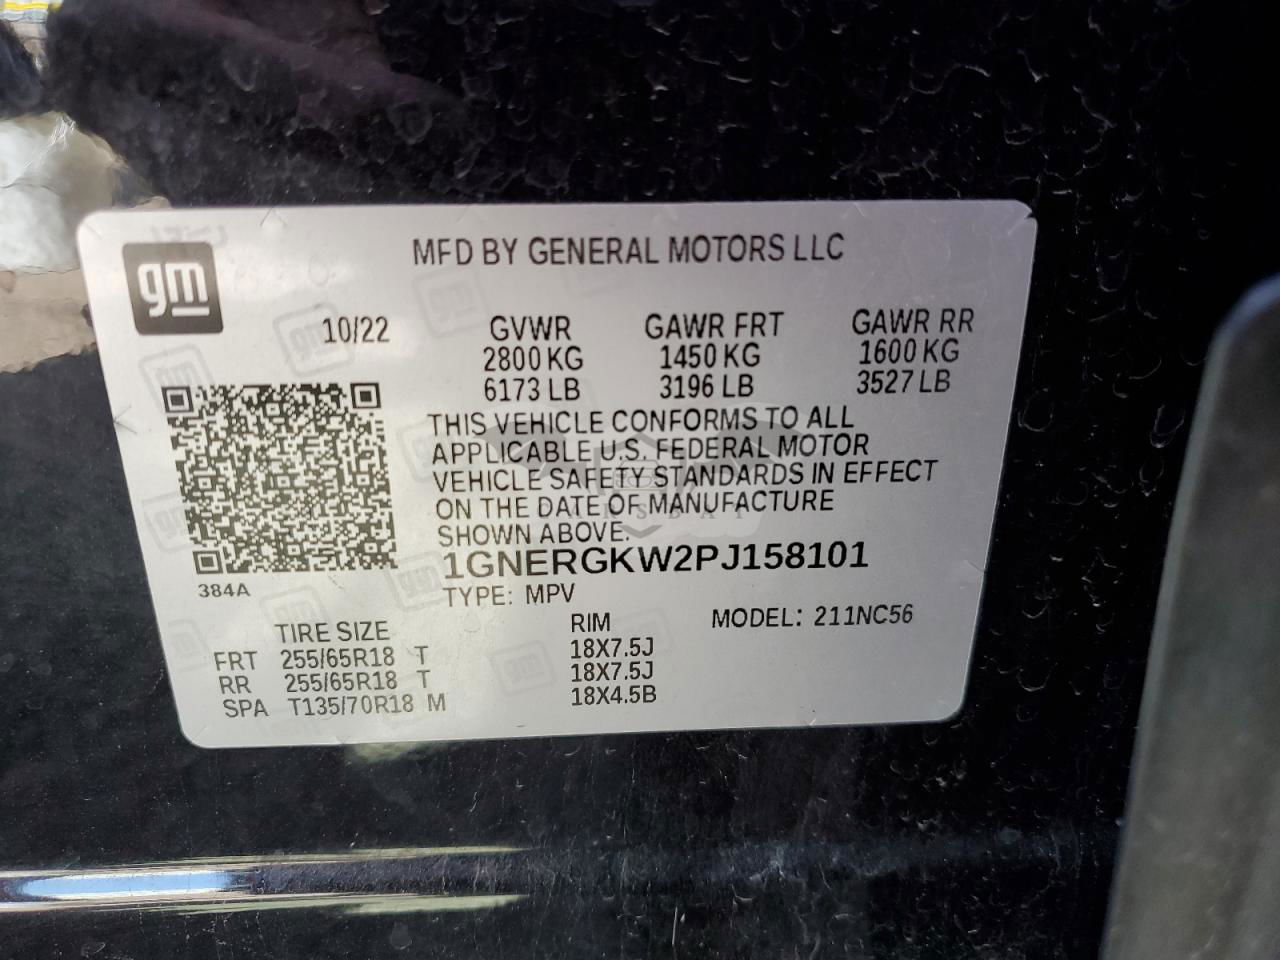 gm
MFD BY GENERAL MOTORS LLC
10/22 GVWR GAWR FRT GAWR RR
2800 KG 1450 KG 1600 KG
6173 LB 3196 LB 3527 LB
THIS VEHICLE CONFORMS TO ALL
APPLICABLE U.S. FEDERAL MOTOR
VEHICLE SAFETY STANDARDS IN EFFECT
ON THE DATE OF MANUFACTURE
SHOWN ABOVE.
1GNERGKW2PJ158101
384A
TYPE: MPV
TIRE SIZE RIM MODEL: 211NC56
FRT 255/65R18 T 18X7.5J
RR 255/65R18 T 18X7.5J
SPA T135/70R18 M 18X4.5B